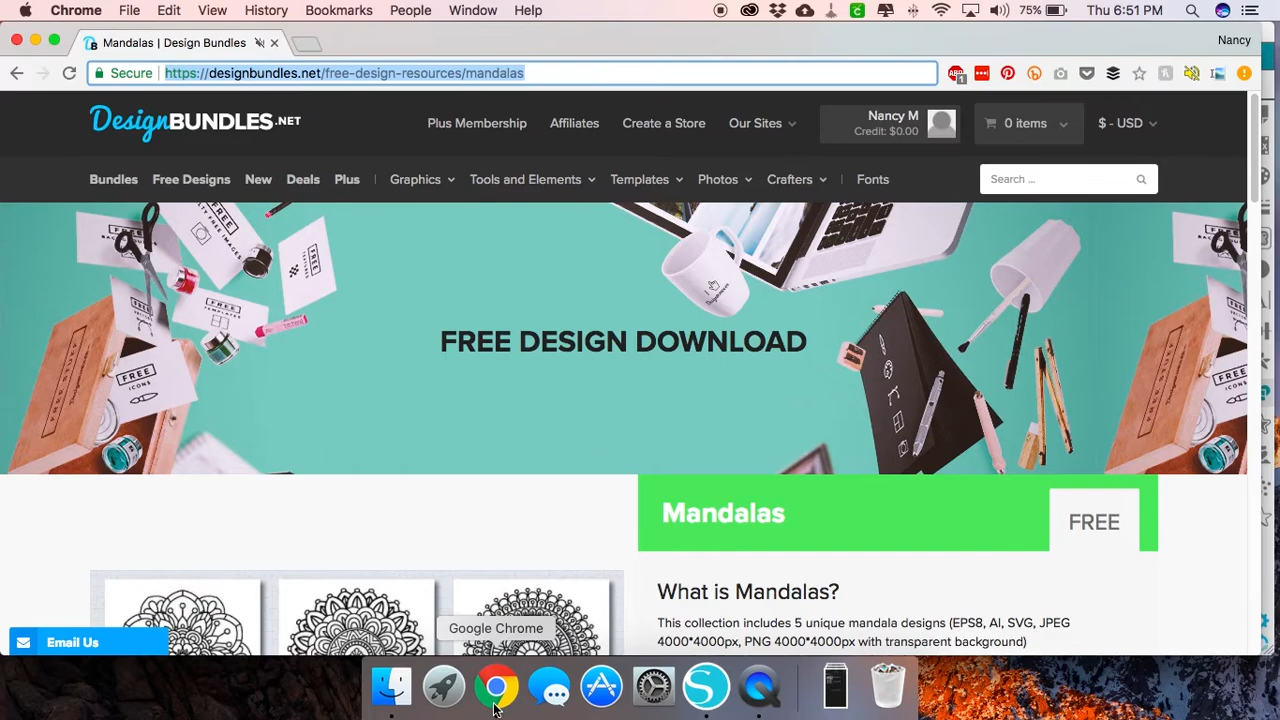 Chrome File Edit View History Bookmarks People Window Help 75% Thu 6:51 PM
Mandalas | Design Bundles
Nancy
Secure https://designbundles.net/free-design-resources/mandalas
DesignBUNDLES.NET
Plus Membership Affiliates Create a Store Our Sites
Nancy M
Credit: $0.00
0 items
$ - USD
Bundles Free Designs New Deals Plus Graphics Tools and Elements Templates Photos Crafters Fonts
Search ...
FREE DESIGN DOWNLOAD
Mandalas
FREE
What is Mandalas?
This collection includes 5 unique mandala designs (EPS8, AI, SVG, JPEG
4000*4000px, PNG 4000*4000px with transparent background)
Email Us
Google Chrome